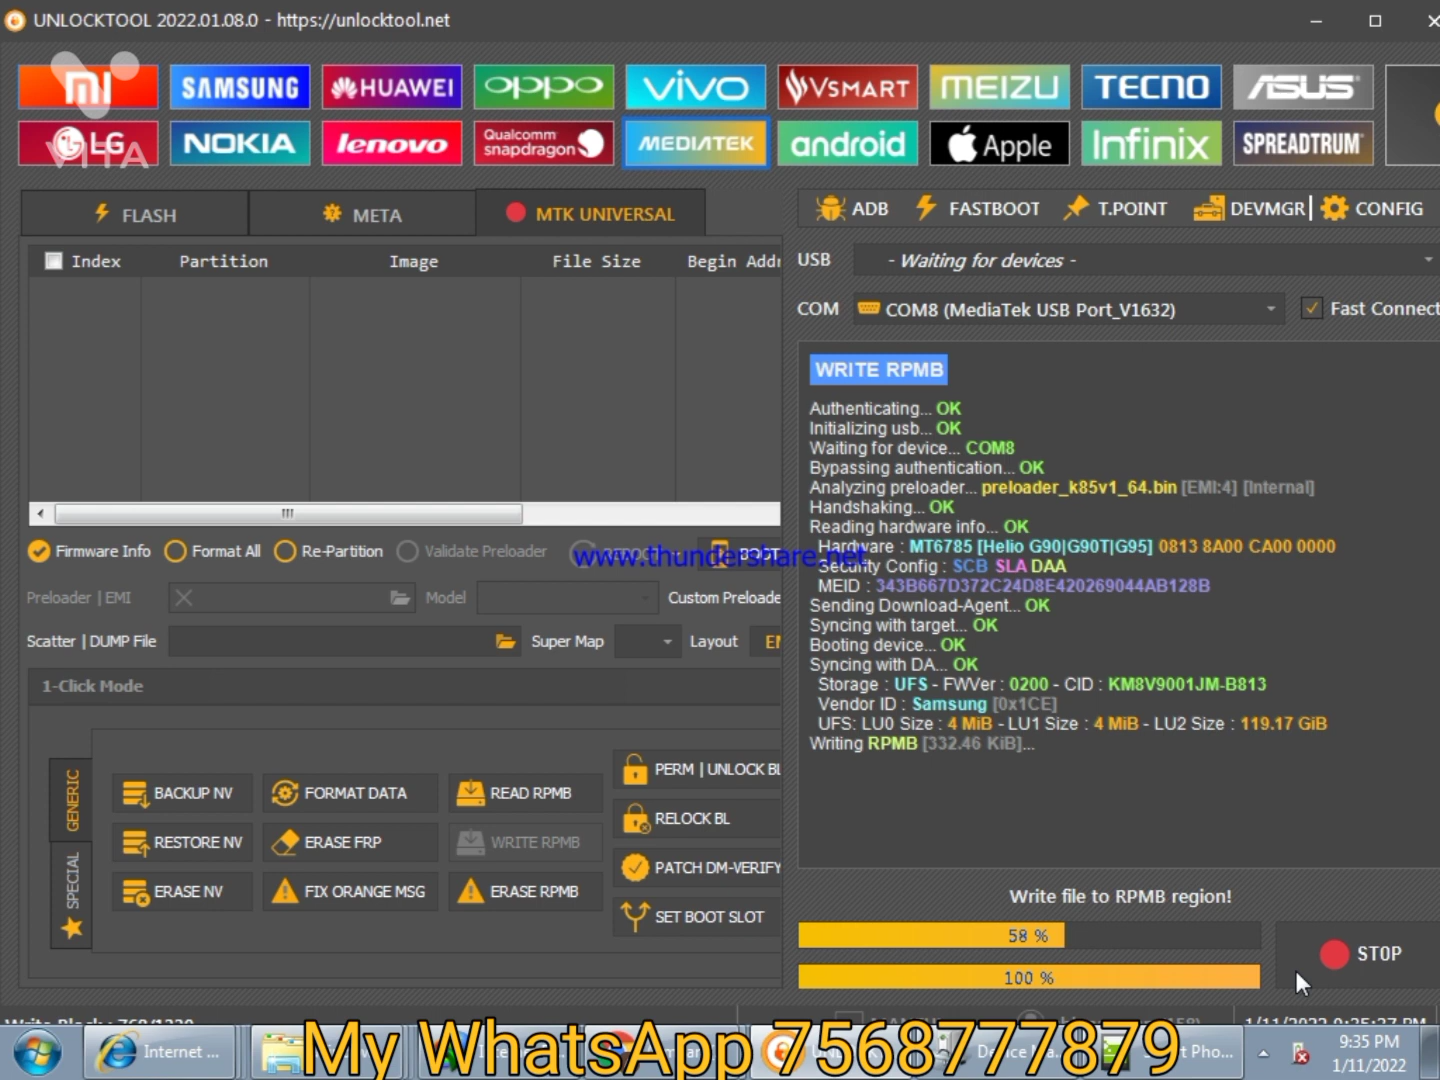 UNLOCKTOOL 2022.01.08.0 - https://unlocktool.net
mi SAMSUNG HUAWEI oppo vivo VSMART MEIZU TECNO ASUS
LG NOKIA lenovo Qualcomm snapdragon MEDIATEK android Apple Infinix SPREADTRUM
VITA
FLASH META MTK UNIVERSAL
ADB FASTBOOT T.POINT DEVMGR CONFIG
Index Partition Image File Size Begin Addr
USB - Waiting for devices -
COM COM8 (MediaTek USB Port_V1632) Fast Connect
WRITE RPMB
Authenticating... OK
Initializing usb... OK
Waiting for device... COM8
Bypassing authentication... OK
Analyzing preloader... preloader_k85v1_64.bin [EMI:4] [Internal]
Handshaking... OK
Reading hardware info... OK
Hardware : MT6785 [Helio G90|G90T|G95] 0813 8A00 CA00 0000
Security Config : SCB SLA DAA
MEID : 343B667D372C24D8E420269044AB128B
Sending Download-Agent... OK
Syncing with target... OK
Booting device... OK
Syncing with DA... OK
Storage : UFS - FWVer : 0200 - CID : KM8V9001JM-B813
Vendor ID : Samsung [0x1CE]
UFS: LU0 Size : 4 MiB - LU1 Size : 4 MiB - LU2 Size : 119.17 GiB
Writing RPMB [332.46 KiB]...
Firmware Info Format All Re-Partition Validate Preloader
www.thundershare.net
Preloader | EMI Model Custom Preloade
Scatter | DUMP File Super Map Layout
1-Click Mode
GENERIC
SPECIAL
BACKUP NV FORMAT DATA READ RPMB PERM | UNLOCK BL
RESTORE NV ERASE FRP WRITE RPMB RELOCK BL
ERASE NV FIX ORANGE MSG ERASE RPMB PATCH DM-VERIFY
SET BOOT SLOT
Write file to RPMB region!
58 %
100 %
STOP
My WhatsApp 7568777879
Internet ...
9:35 PM
1/11/2022